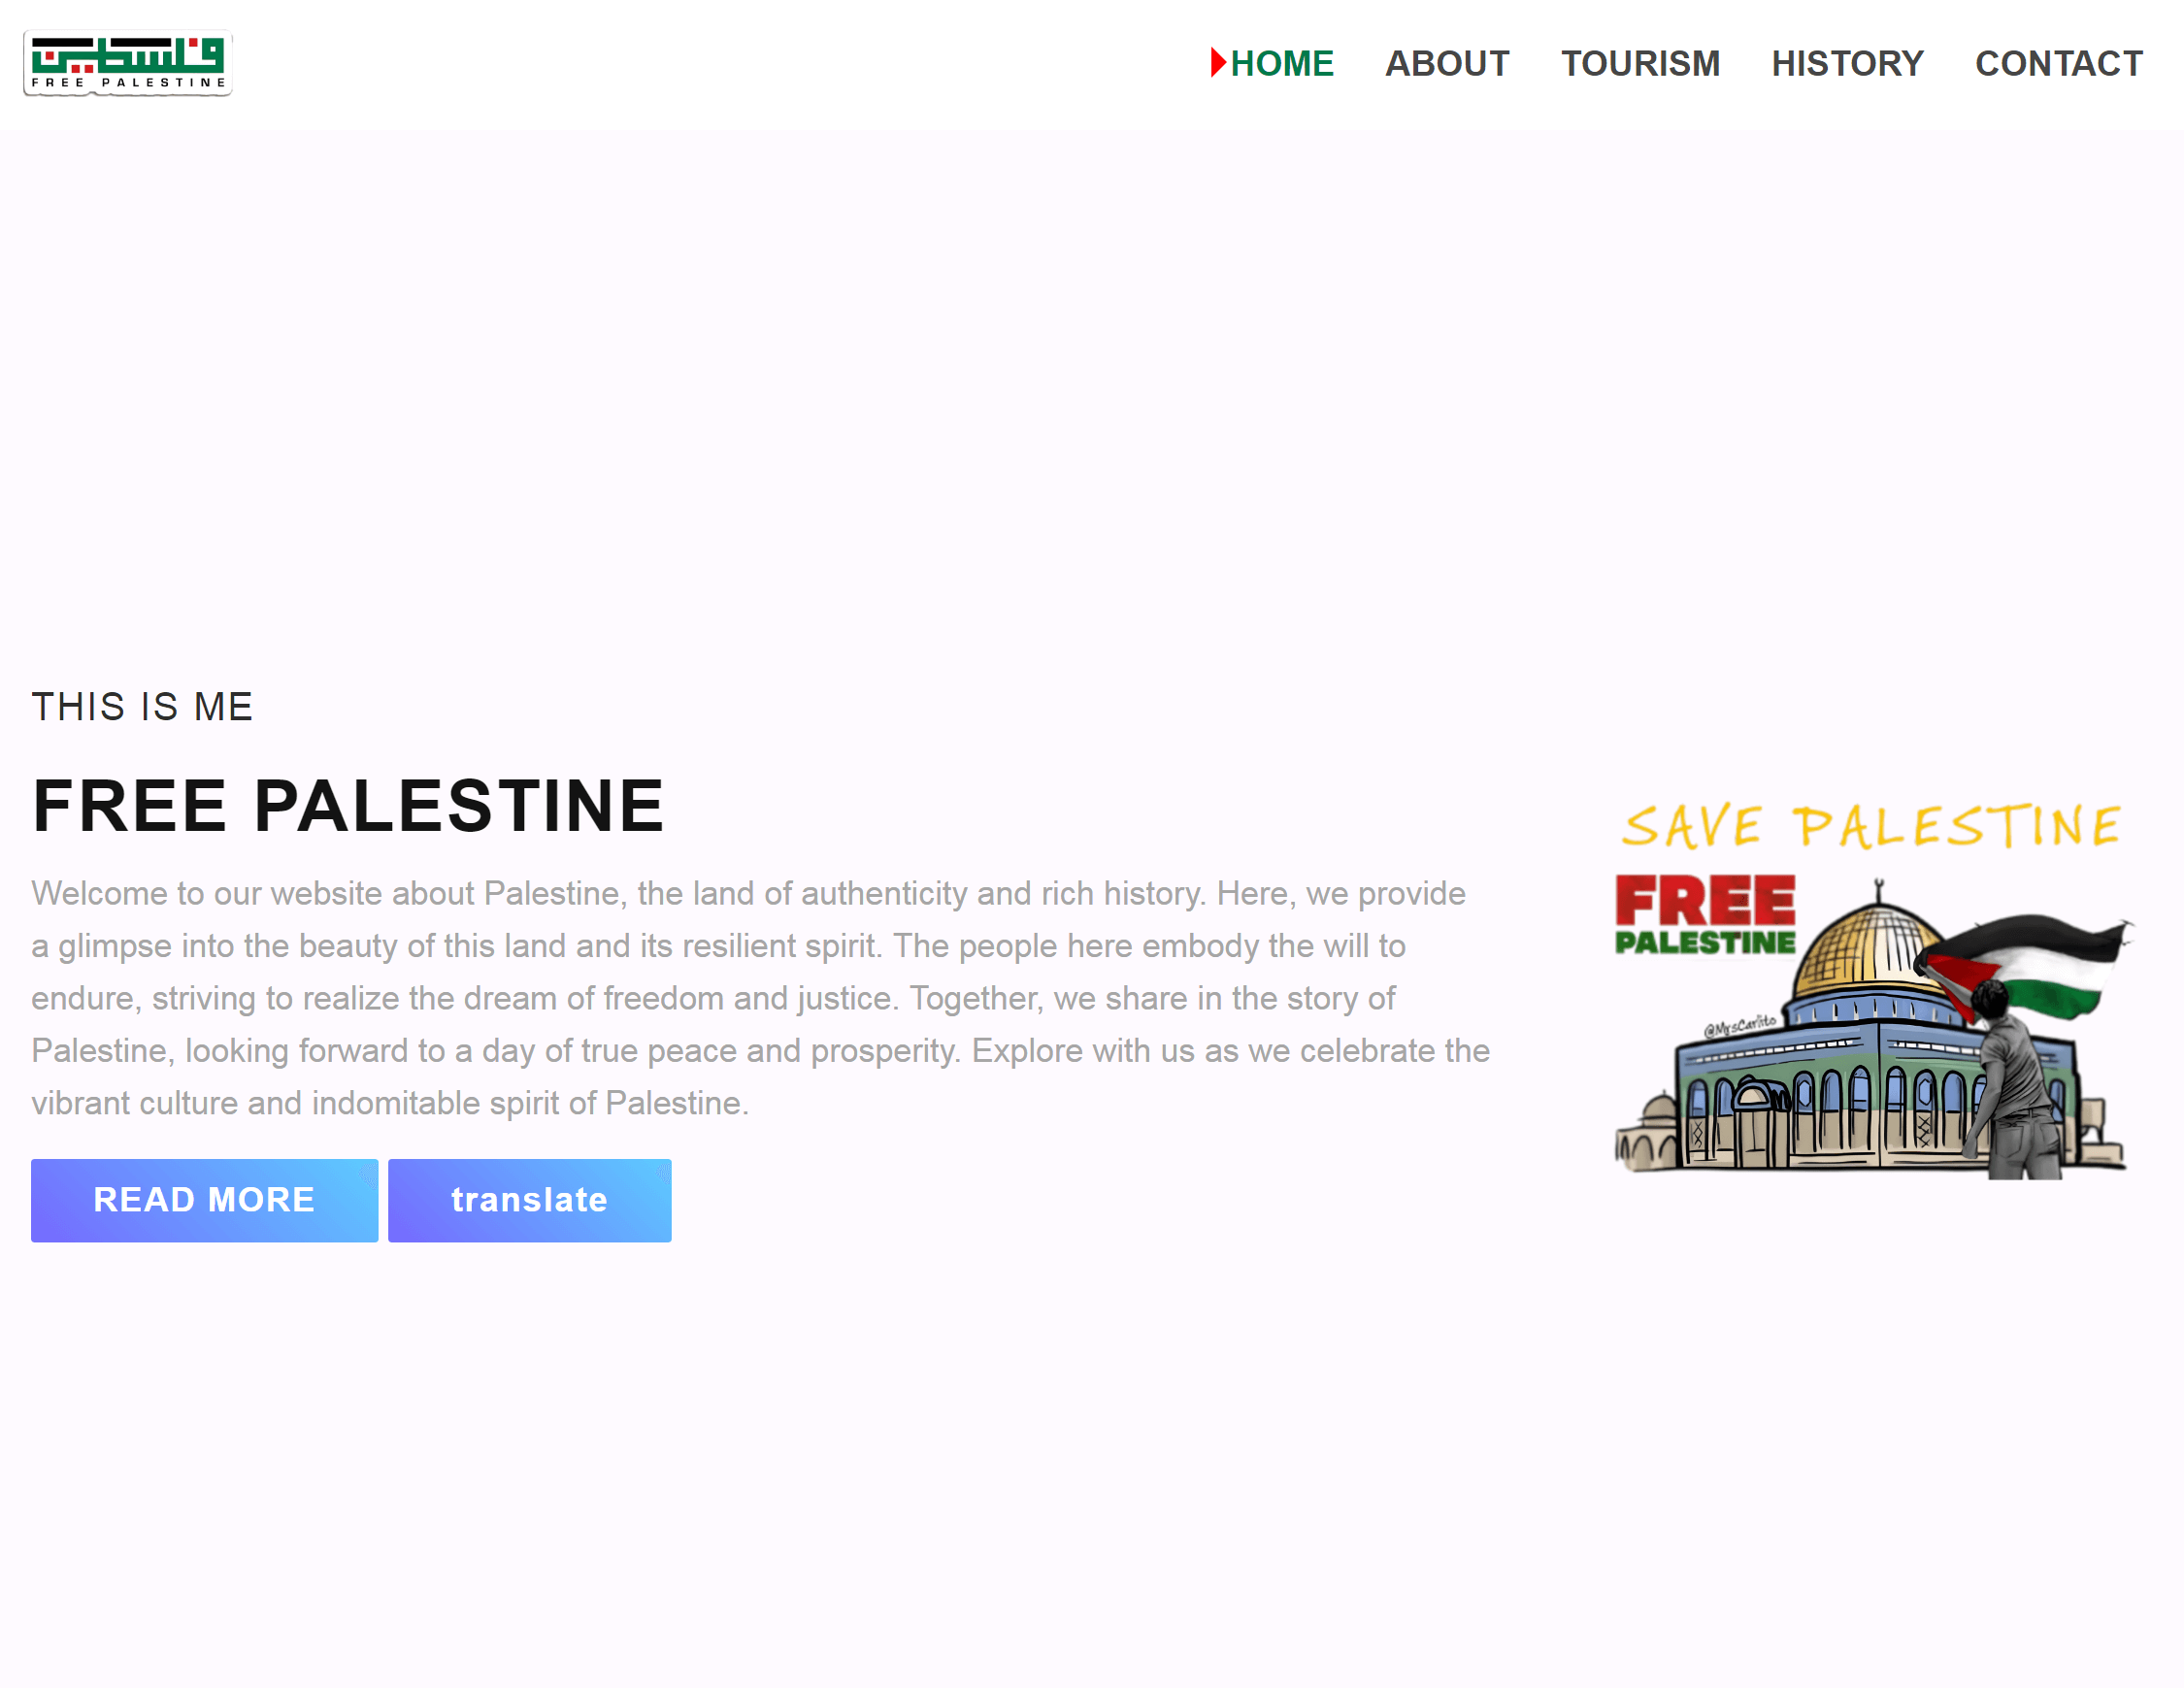 فلسطين
FREE PALESTINE
HOME
ABOUT
TOURISM
HISTORY
CONTACT
THIS IS ME
FREE PALESTINE
Welcome to our website about Palestine, the land of authenticity and rich history. Here, we provide
a glimpse into the beauty of this land and its resilient spirit. The people here embody the will to
endure, striving to realize the dream of freedom and justice. Together, we share in the story of
Palestine, looking forward to a day of true peace and prosperity. Explore with us as we celebrate the
vibrant culture and indomitable spirit of Palestine.
READ MORE
translate
SAVE PALESTINE
FREE
PALESTINE
@MysCarlito